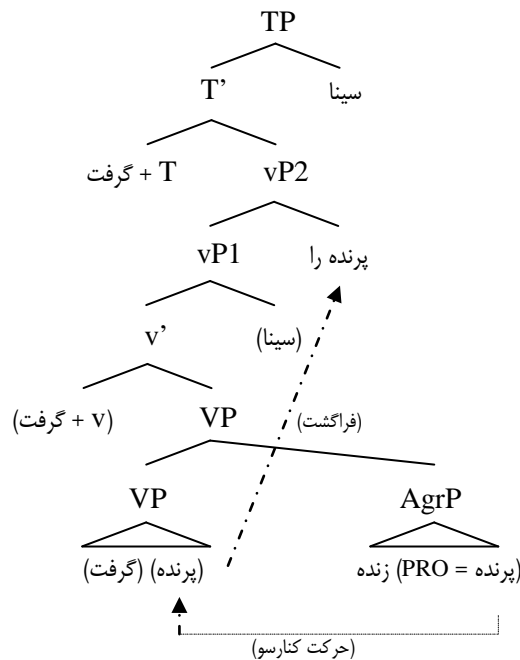 TP
T’ سینا
گرفت + T vP2
vP1 پرنده را
v’ (سینا)
(گرفت + v) VP (فراگشت)
VP AgrP
(پرنده) (گرفت) (پرنده = PRO) زنده
(حرکت کنارسو)